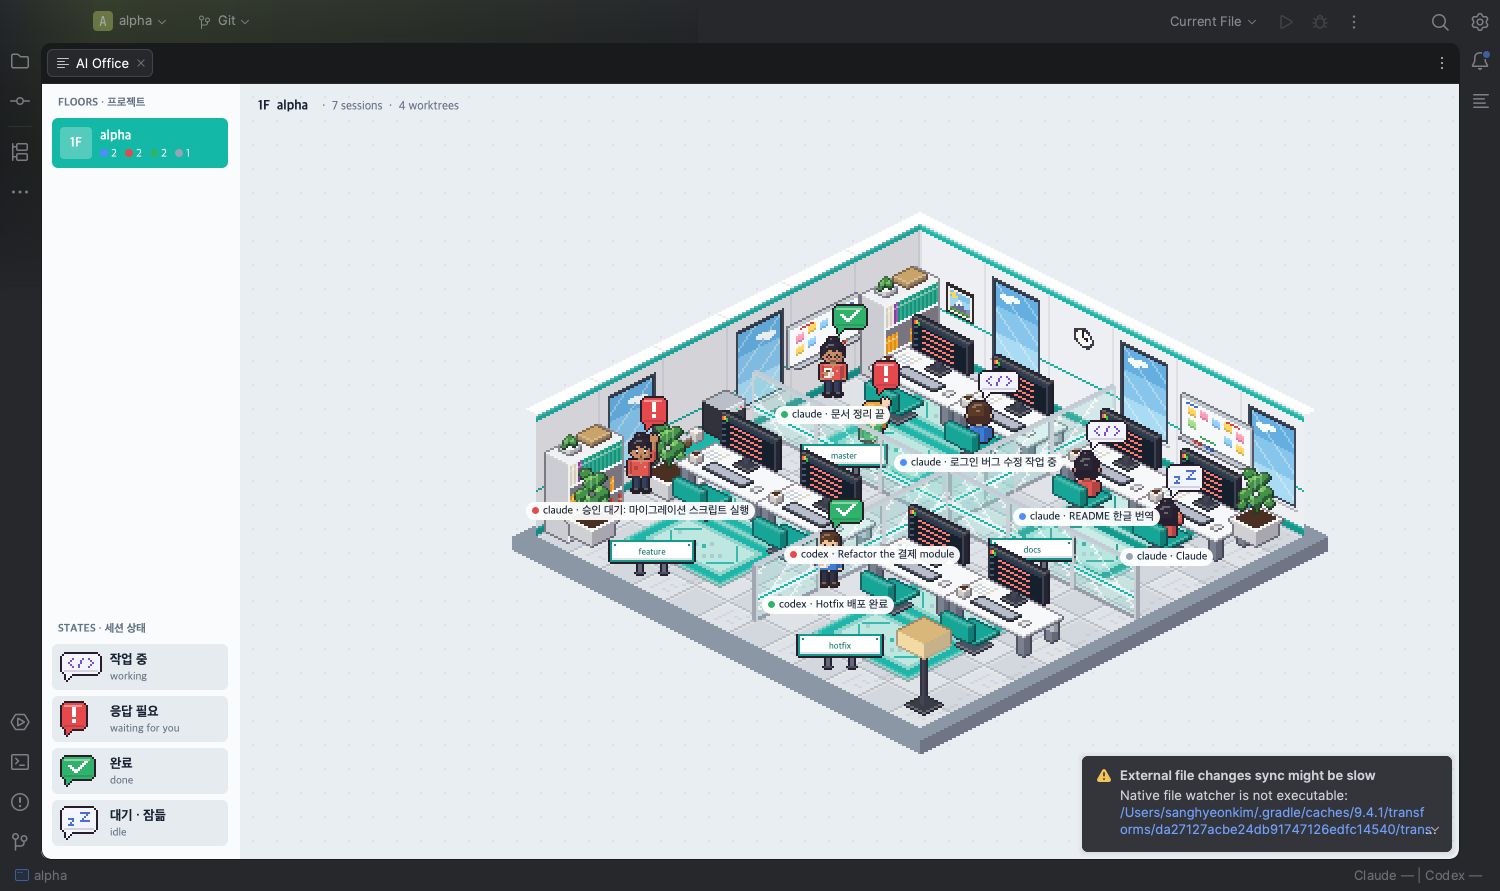 A alpha
Git
Current File
AI Office
FLOORS · 프로젝트
1F alpha
2 2 2 1
1F alpha · 7 sessions · 4 worktrees
claude · 문서 정리 끝
master
claude · 로그인 버그 수정 작업 중
claude · 승인 대기: 마이그레이션 스크립트 실행
claude · README 한글 번역
feature
codex · Refactor the 결제 module
docs
claude · Claude
codex · Hotfix 배포 완료
hotfix
STATES · 세션 상태
작업 중
working
응답 필요
waiting for you
완료
done
대기 · 잠듦
idle
External file changes sync might be slow
Native file watcher is not executable:
/Users/sanghyeonkim/.gradle/caches/9.4.1/transf
orms/da27127acbe24db91747126edfc14540/trans
alpha
Claude — | Codex —